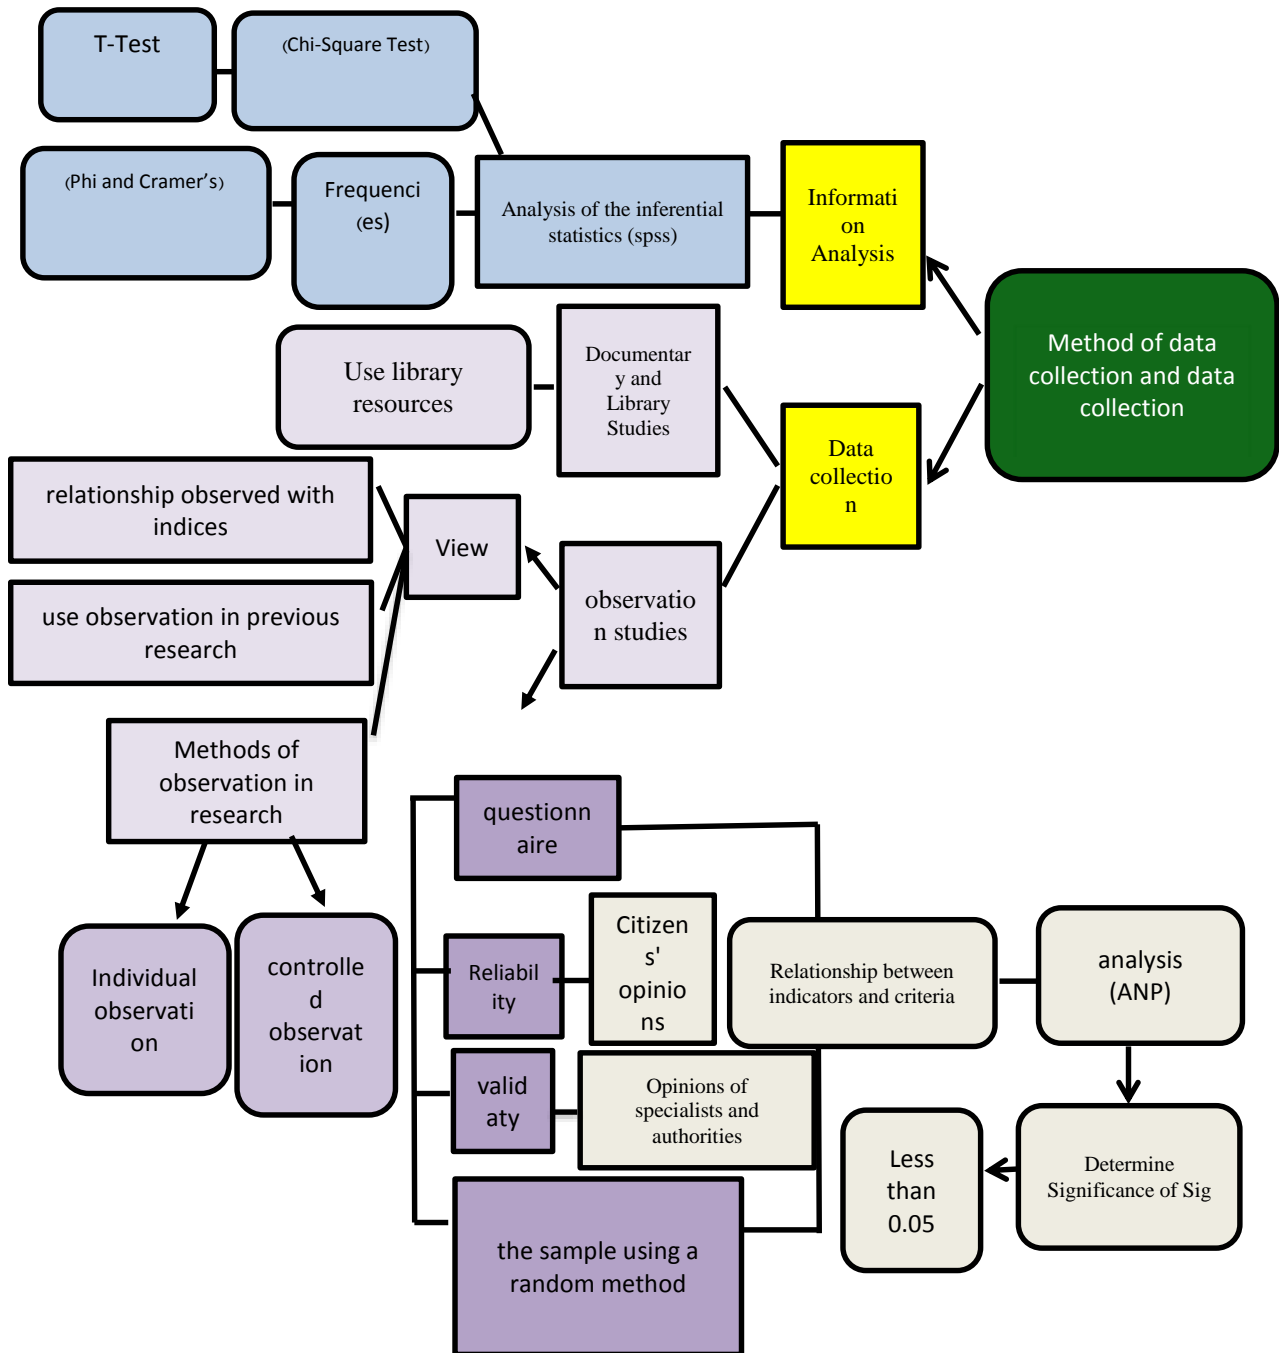 T-Test
(Chi-Square Test)
(Phi and Cramer's)
Frequenci
(es)
Analysis of the inferential
statistics (spss)
Informati
on
Analysis
Method of data
collection and data
collection
Use library
resources
Documentar
y and
Library
Studies
Data
collectio
n
relationship observed with
indices
View
observatio
n studies
use observation in previous
research
Methods of
observation in
research
Individual
observati
on
controlle
d
observat
ion
questionn
aire
Reliabil
ity
Citizen
s'
opinio
ns
Relationship between
indicators and criteria
analysis
(ANP)
valid
aty
Opinions of
specialists and
authorities
Less
than
0.05
Determine
Significance of Sig
the sample using a
random method